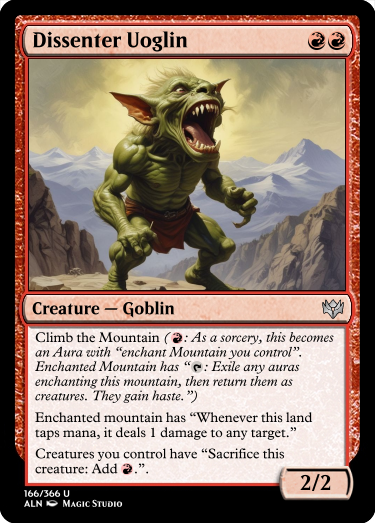 Dissenter Uoglin
Creature — Goblin
Climb the Mountain (R: As a sorcery, this becomes
an Aura with “enchant Mountain you control”.
Enchanted Mountain has “T: Exile any auras
enchanting this mountain, then return them as
creatures. They gain haste.”)
Enchanted mountain has “Whenever this land
taps mana, it deals 1 damage to any target.”
Creatures you control have “Sacrifice this
creature: Add R.”.
2/2
166/366 U
ALN Magic Studio